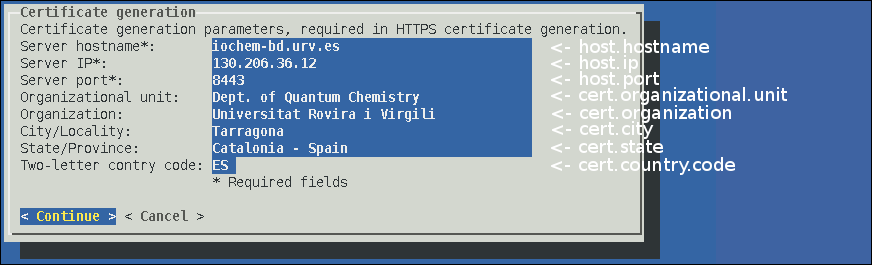 Certificate generation
Certificate generation parameters, required in HTTPS certificate generation.
Server hostname*: iochem-bd.urv.es <- host.hostname
Server IP*: 130.206.36.12 <- host.ip
Server port*: 8443 <- host.port
Organizational unit: Dept. of Quantum Chemistry <- cert.organizational.unit
Organization: Universitat Rovira i Virgili <- cert.organization
City/Locality: Tarragona <- cert.city
State/Province: Catalonia - Spain <- cert.state
Two-letter contry code: ES <- cert.country.code
* Required fields
< Continue > < Cancel >